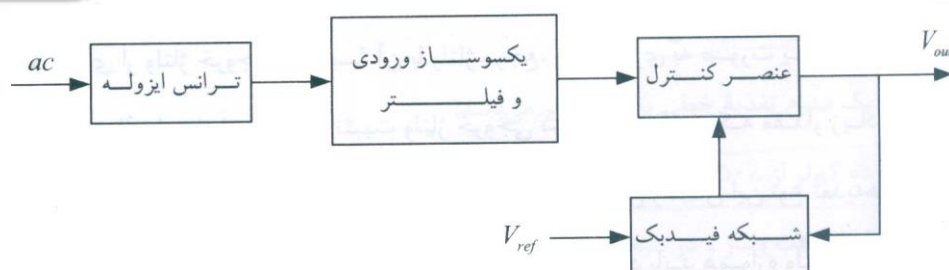 ac
ترانس ایزوله
یکسوساز ورودی
و فیلتر
عنصر کنترل
V_out
شبکه فیدبک
V_ref